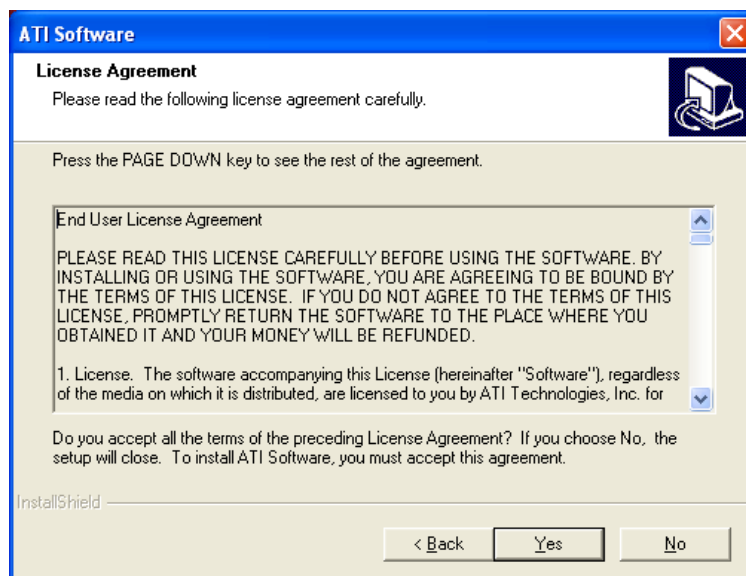 ATI Software
License Agreement
Please read the following license agreement carefully.
Press the PAGE DOWN key to see the rest of the agreement.
End User License Agreement
PLEASE READ THIS LICENSE CAREFULLY BEFORE USING THE SOFTWARE. BY
INSTALLING OR USING THE SOFTWARE, YOU ARE AGREEING TO BE BOUND BY
THE TERMS OF THIS LICENSE.  IF YOU DO NOT AGREE TO THE TERMS OF THIS
LICENSE, PROMPTLY RETURN THE SOFTWARE TO THE PLACE WHERE YOU
OBTAINED IT AND YOUR MONEY WILL BE REFUNDED.
1. License.  The software accompanying this License (hereinafter "Software"), regardless
of the media on which it is distributed, are licensed to you by ATI Technologies, Inc. for
Do you accept all the terms of the preceding License Agreement?  If you choose No,  the
setup will close.  To install ATI Software, you must accept this agreement.
InstallShield
< Back
Yes
No